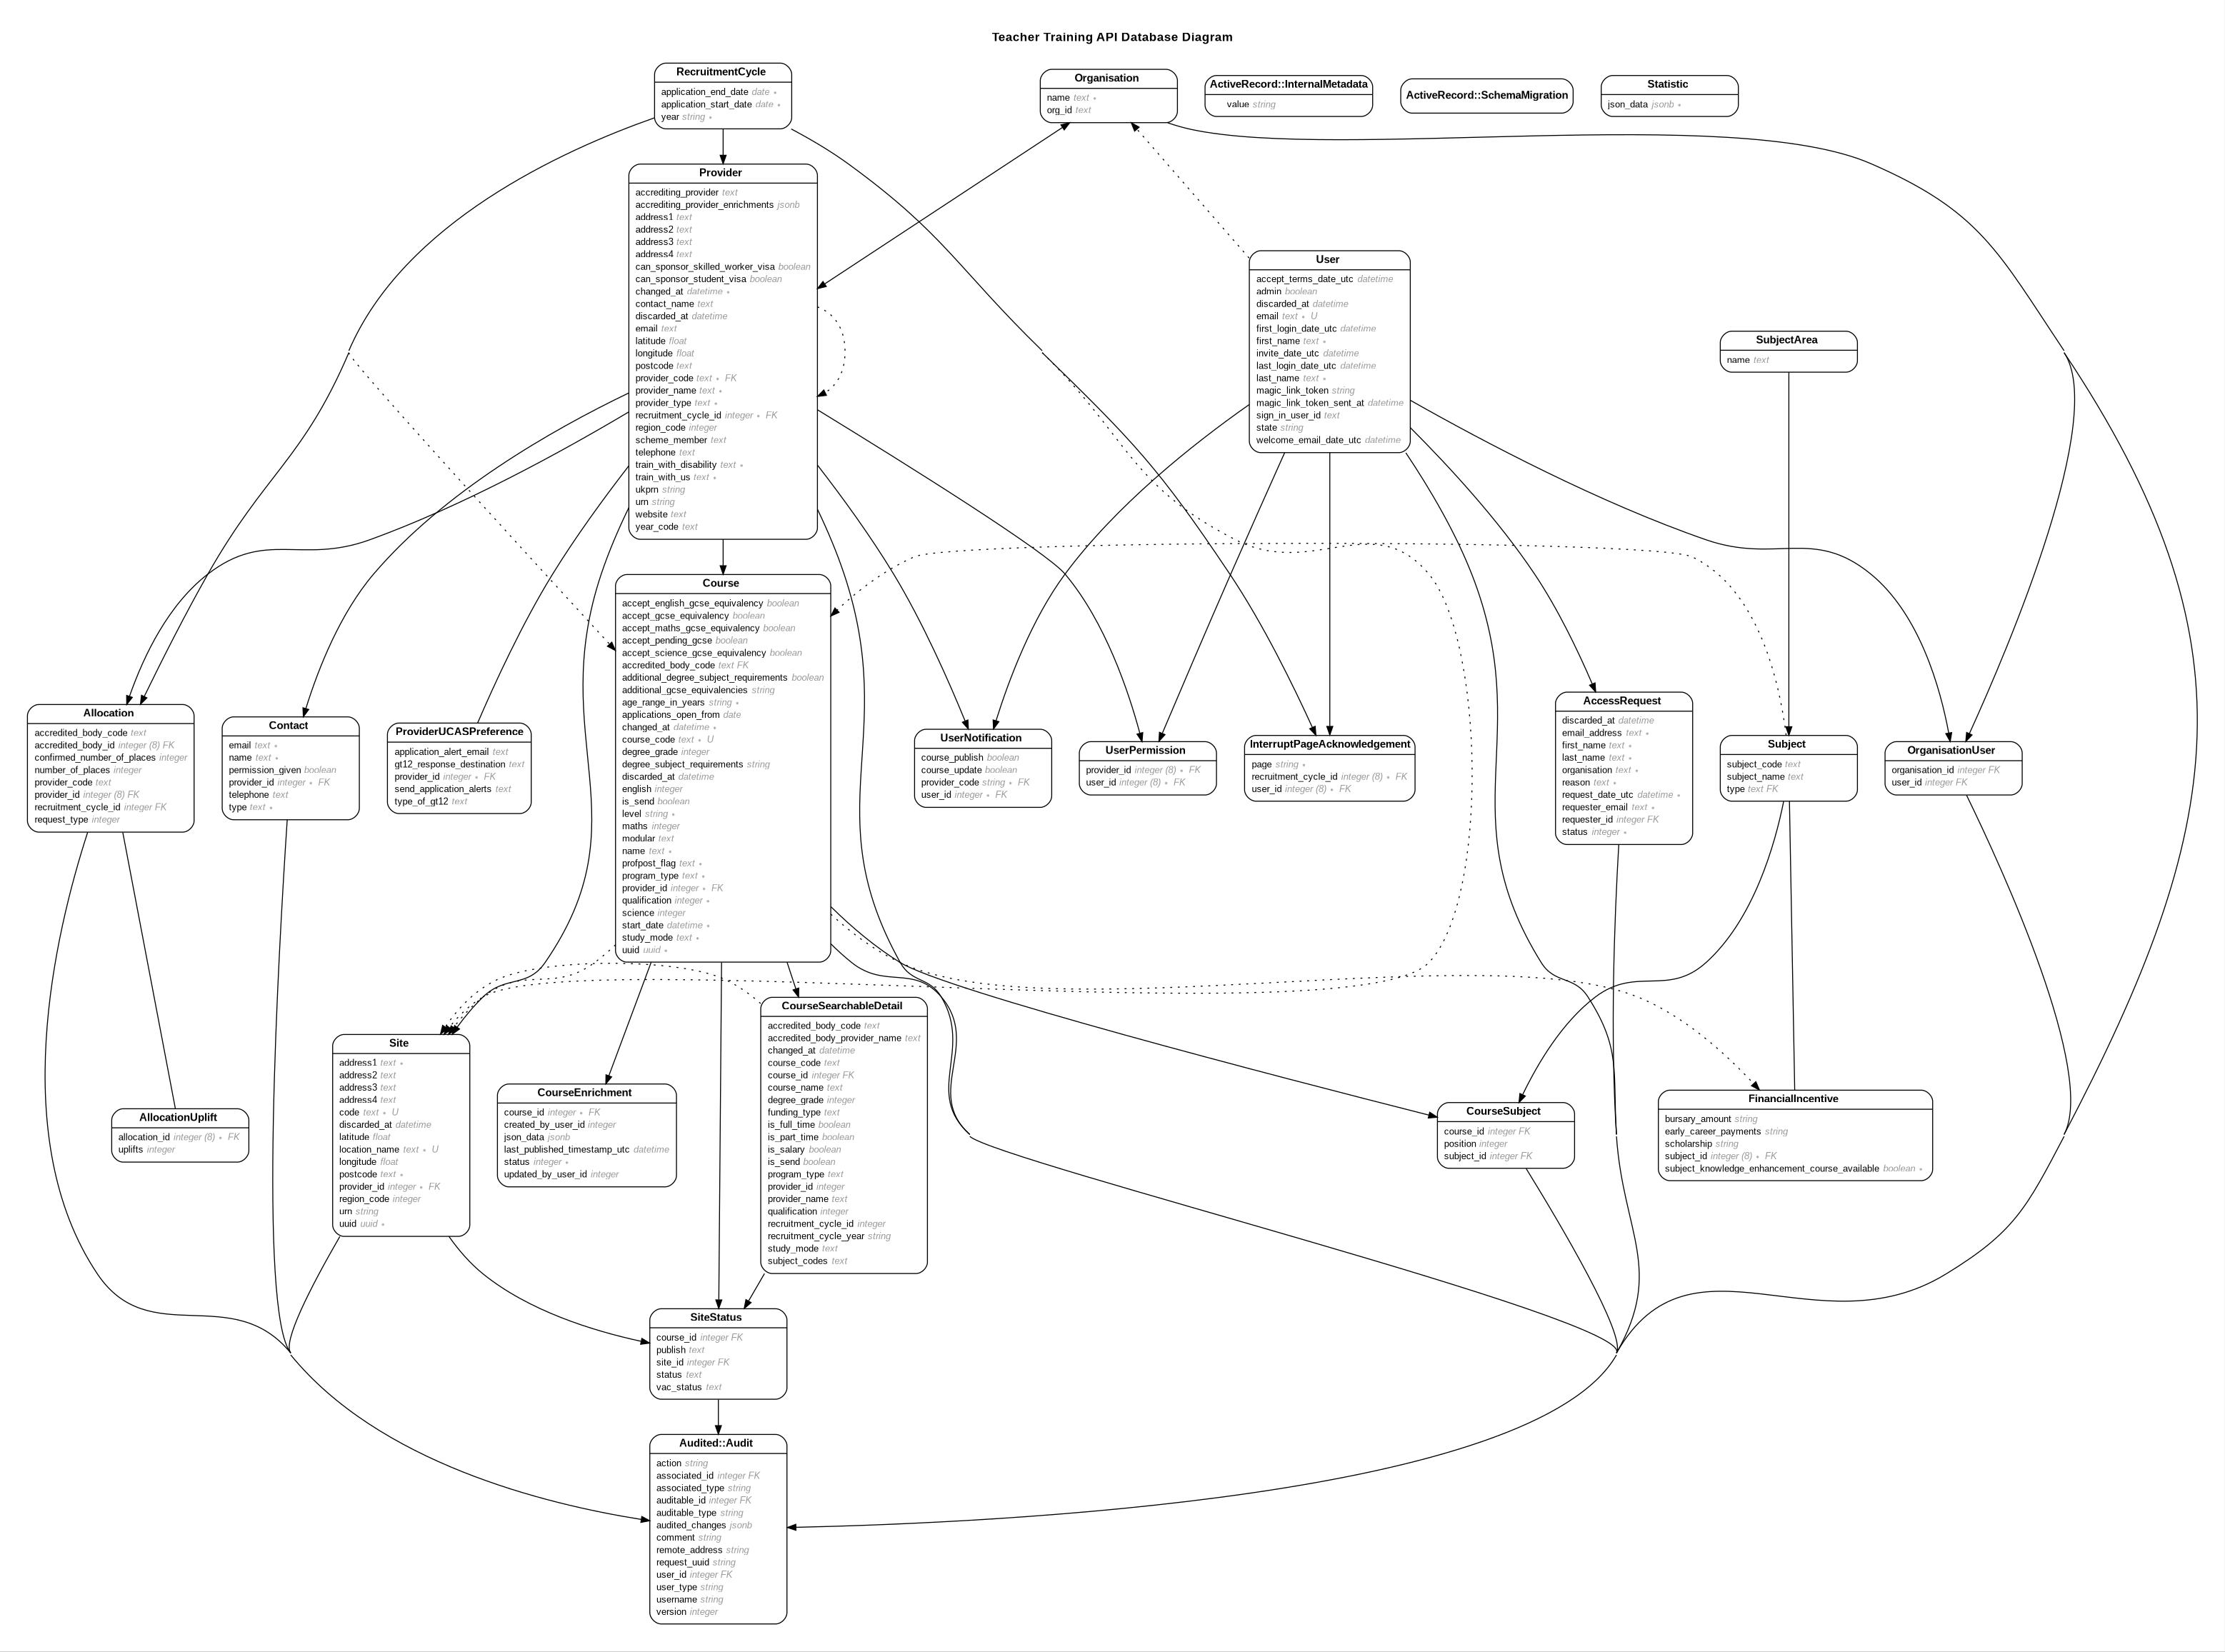 Teacher Training API Database Diagram
RecruitmentCycle
application_end_date date *
application_start_date date *
year string *
Organisation
name text *
org_id text
ActiveRecord::InternalMetadata
value string
ActiveRecord::SchemaMigration
Statistic
json_data jsonb *
Provider
accrediting_provider text
accrediting_provider_enrichments jsonb
address1 text
address2 text
address3 text
address4 text
can_sponsor_skilled_worker_visa boolean
can_sponsor_student_visa boolean
changed_at datetime *
contact_name text
discarded_at datetime
email text
latitude float
longitude float
postcode text
provider_code text * FK
provider_name text *
provider_type text *
recruitment_cycle_id integer * FK
region_code integer
scheme_member text
telephone text
train_with_disability text *
train_with_us text *
ukprn string
urn string
website text
year_code text
User
accept_terms_date_utc datetime
admin boolean
discarded_at datetime
email text * U
first_login_date_utc datetime
first_name text *
invite_date_utc datetime
last_login_date_utc datetime
last_name text *
magic_link_token string
magic_link_token_sent_at datetime
sign_in_user_id text
state string
welcome_email_date_utc datetime
SubjectArea
name text
Course
accept_english_gcse_equivalency boolean
accept_gcse_equivalency boolean
accept_maths_gcse_equivalency boolean
accept_pending_gcse boolean
accept_science_gcse_equivalency boolean
accredited_body_code text FK
additional_degree_subject_requirements boolean
additional_gcse_equivalencies string
age_range_in_years string *
applications_open_from date
changed_at datetime *
course_code text * U
degree_grade integer
degree_subject_requirements string
discarded_at datetime
english integer
is_send boolean
level string *
maths integer
modular text
name text *
profpost_flag text *
program_type text *
provider_id integer * FK
qualification integer *
science integer
start_date datetime *
study_mode text *
uuid uuid *
Allocation
accredited_body_code text
accredited_body_id integer (8) FK
confirmed_number_of_places integer
number_of_places integer
provider_code text
provider_id integer (8) FK
recruitment_cycle_id integer FK
request_type integer
Contact
email text *
name text *
permission_given boolean
provider_id integer * FK
telephone text
type text *
ProviderUCASPreference
application_alert_email text
gt12_response_destination text
provider_id integer * FK
send_application_alerts text
type_of_gt12 text
UserNotification
course_publish boolean
course_update boolean
provider_code string * FK
user_id integer * FK
UserPermission
provider_id integer (8) * FK
user_id integer (8) * FK
InterruptPageAcknowledgement
page string *
recruitment_cycle_id integer (8) * FK
user_id integer (8) * FK
AccessRequest
discarded_at datetime
email_address text *
first_name text *
last_name text *
organisation text *
reason text *
request_date_utc datetime *
requester_email text *
requester_id integer FK
status integer *
Subject
subject_code text
subject_name text
type text FK
OrganisationUser
organisation_id integer FK
user_id integer FK
CourseSearchableDetail
accredited_body_code text
accredited_body_provider_name text
changed_at datetime
course_code text
course_id integer FK
course_name text
degree_grade integer
funding_type text
is_full_time boolean
is_part_time boolean
is_salary boolean
is_send boolean
program_type text
provider_id integer
provider_name text
qualification integer
recruitment_cycle_id integer
recruitment_cycle_year string
study_mode text
subject_codes text
Site
address1 text *
address2 text
address3 text
address4 text
code text * U
discarded_at datetime
latitude float
location_name text * U
longitude float
postcode text *
provider_id integer * FK
region_code integer
urn string
uuid uuid *
CourseEnrichment
course_id integer * FK
created_by_user_id integer
json_data jsonb
last_published_timestamp_utc datetime
status integer *
updated_by_user_id integer
AllocationUplift
allocation_id integer (8) * FK
uplifts integer
CourseSubject
course_id integer FK
position integer
subject_id integer FK
FinancialIncentive
bursary_amount string
early_career_payments string
scholarship string
subject_id integer (8) * FK
subject_knowledge_enhancement_course_available boolean *
SiteStatus
course_id integer FK
publish text
site_id integer FK
status text
vac_status text
Audited::Audit
action string
associated_id integer FK
associated_type string
auditable_id integer FK
auditable_type string
audited_changes jsonb
comment string
remote_address string
request_uuid string
user_id integer FK
user_type string
username string
version integer